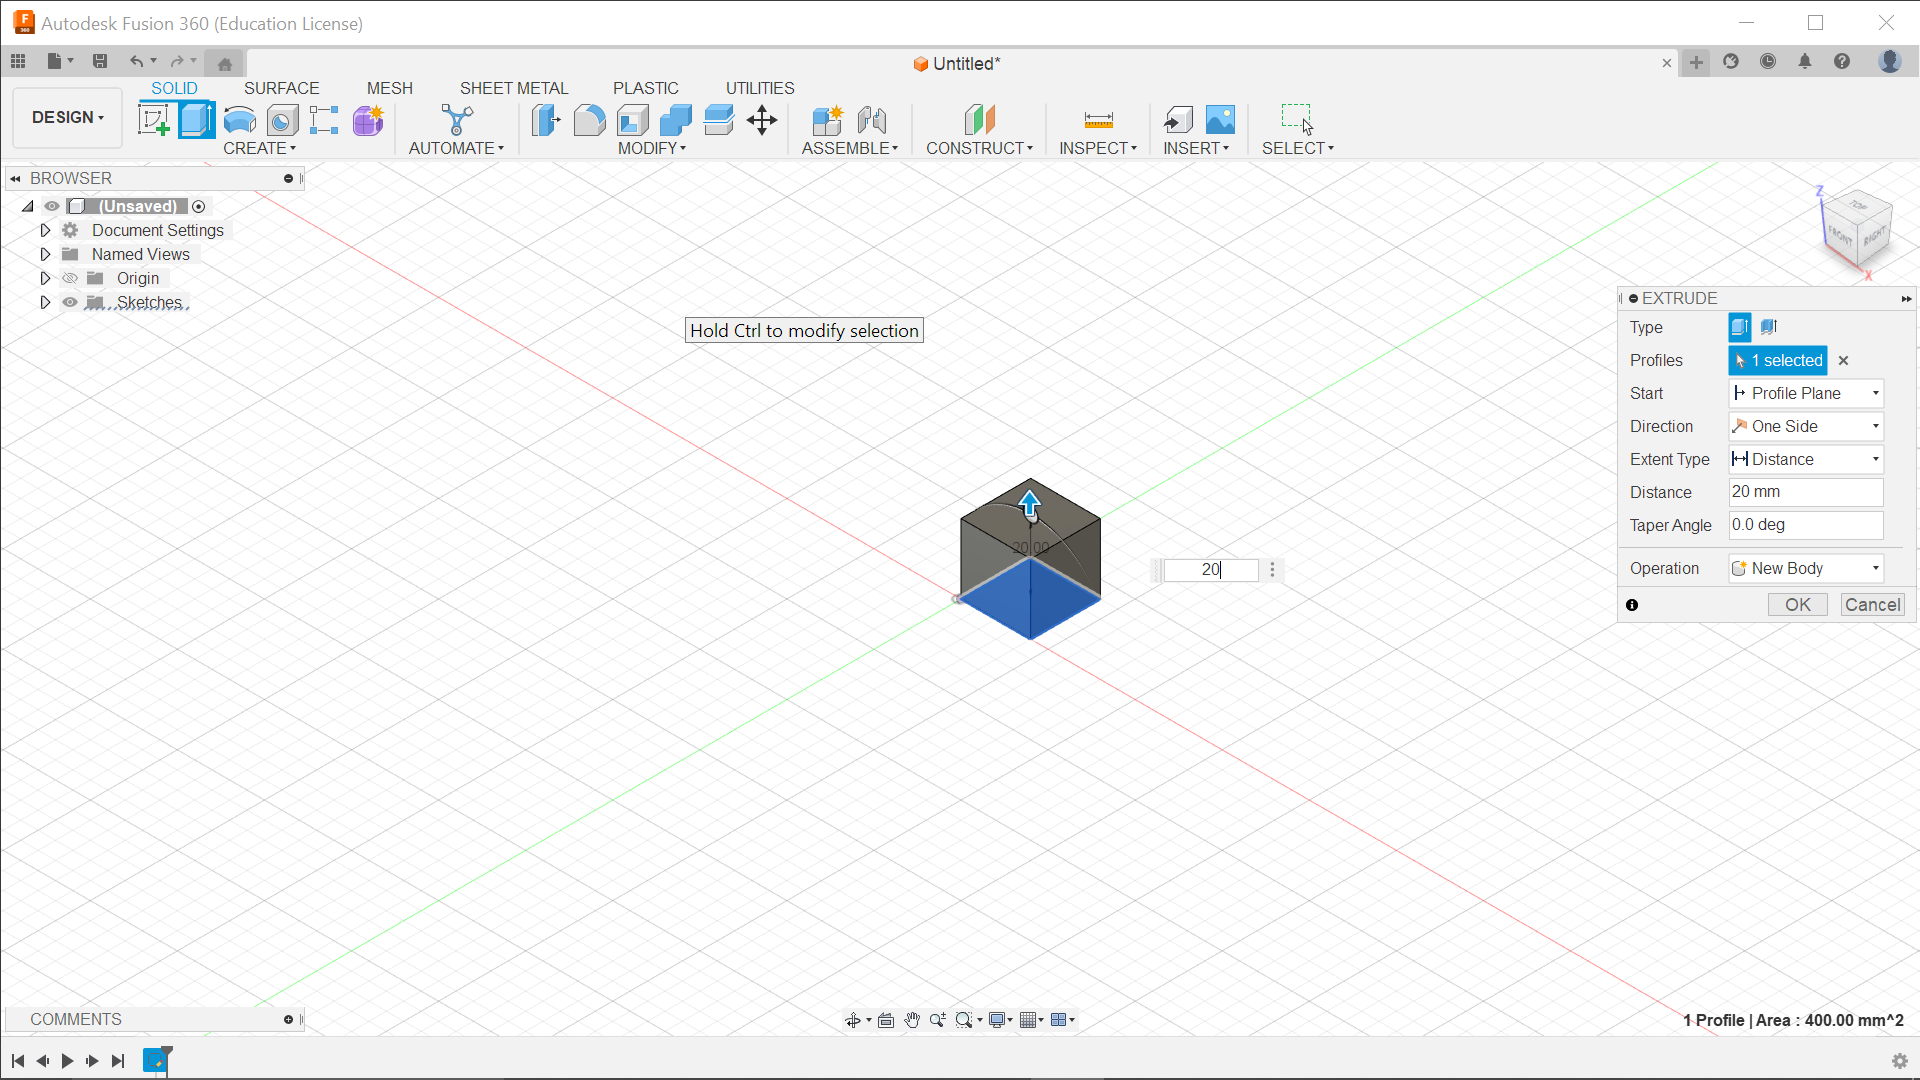 Autodesk Fusion 360 (Education License)
Untitled*
SOLID SURFACE MESH SHEET METAL PLASTIC UTILITIES
DESIGN
CREATE AUTOMATE MODIFY ASSEMBLE CONSTRUCT INSPECT INSERT SELECT
BROWSER
(Unsaved)
Document Settings
Named Views
Origin
Sketches
Hold Ctrl to modify selection
Z
TOP
FRONT
RIGHT
X
20.00
20
EXTRUDE
Type
Profiles 1 selected
Start Profile Plane
Direction One Side
Extent Type Distance
Distance 20 mm
Taper Angle 0.0 deg
Operation New Body
OK Cancel
COMMENTS
1 Profile | Area : 400.00 mm^2